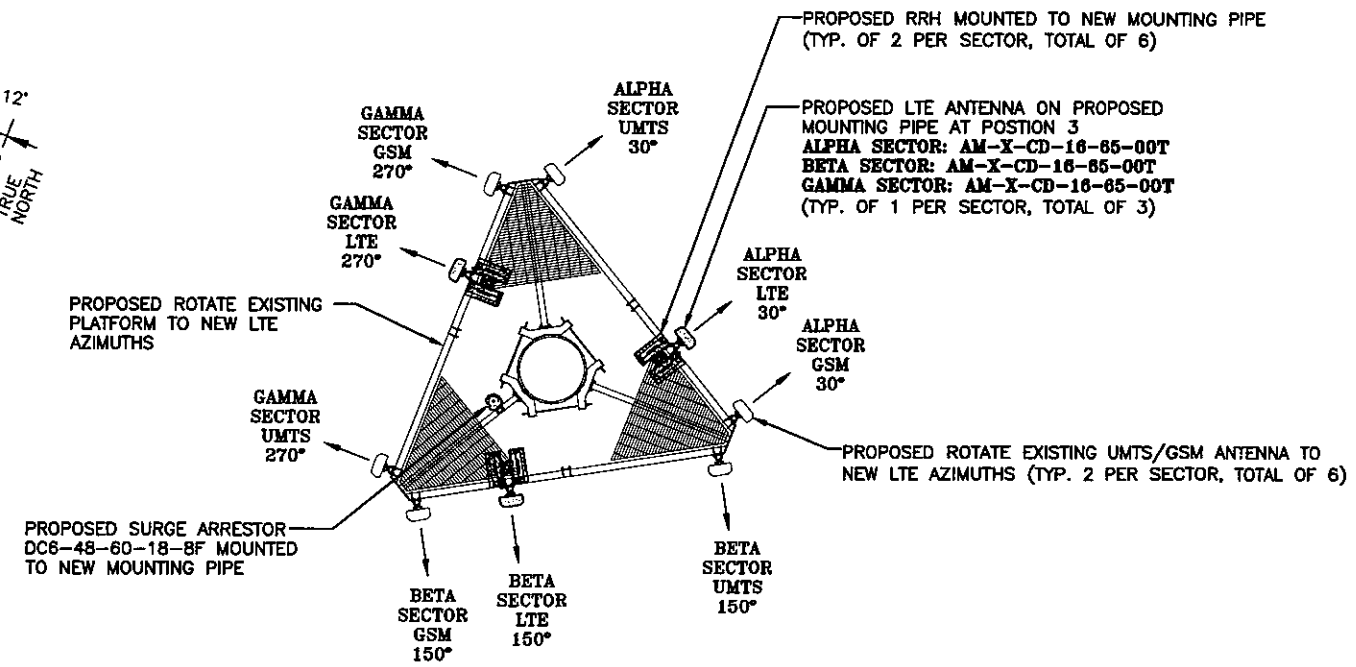 12°
TRUE
NORTH
PROPOSED RRH MOUNTED TO NEW MOUNTING PIPE
(TYP. OF 2 PER SECTOR, TOTAL OF 6)
PROPOSED LTE ANTENNA ON PROPOSED
MOUNTING PIPE AT POSTION 3
ALPHA SECTOR: AM-X-CD-16-65-00T
BETA SECTOR: AM-X-CD-16-65-00T
GAMMA SECTOR: AM-X-CD-16-65-00T
(TYP. OF 1 PER SECTOR, TOTAL OF 3)
ALPHA
SECTOR
UMTS
30°
GAMMA
SECTOR
GSM
270°
GAMMA
SECTOR
LTE
270°
ALPHA
SECTOR
LTE
30°
PROPOSED ROTATE EXISTING
PLATFORM TO NEW LTE
AZIMUTHS
ALPHA
SECTOR
GSM
30°
GAMMA
SECTOR
UMTS
270°
PROPOSED ROTATE EXISTING UMTS/GSM ANTENNA TO
NEW LTE AZIMUTHS (TYP. 2 PER SECTOR, TOTAL OF 6)
PROPOSED SURGE ARRESTOR
DC6-48-60-18-8F MOUNTED
TO NEW MOUNTING PIPE
BETA
SECTOR
GSM
150°
BETA
SECTOR
LTE
150°
BETA
SECTOR
UMTS
150°